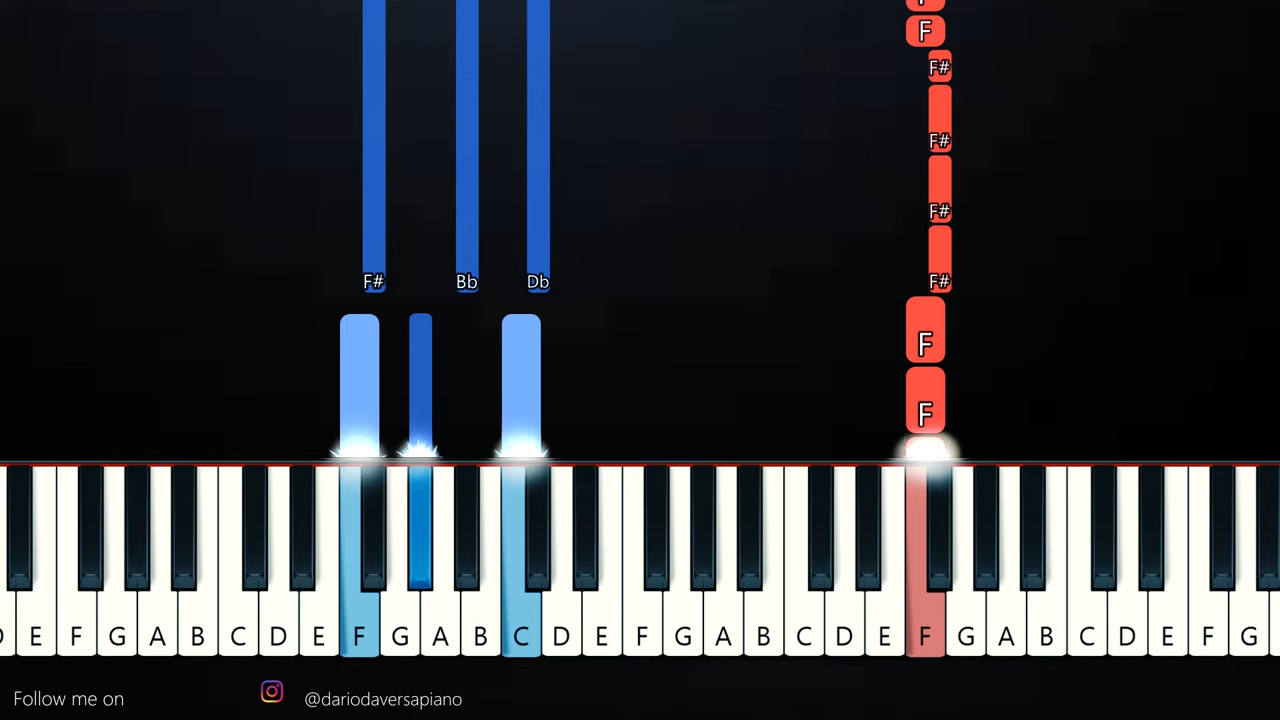 F
F#
F#
F#
F# Bb Db F#
F
F
E F G A B C D E F G A B C D E F G A B C D E F G A B C D E F G
Follow me on @dariodaversapiano